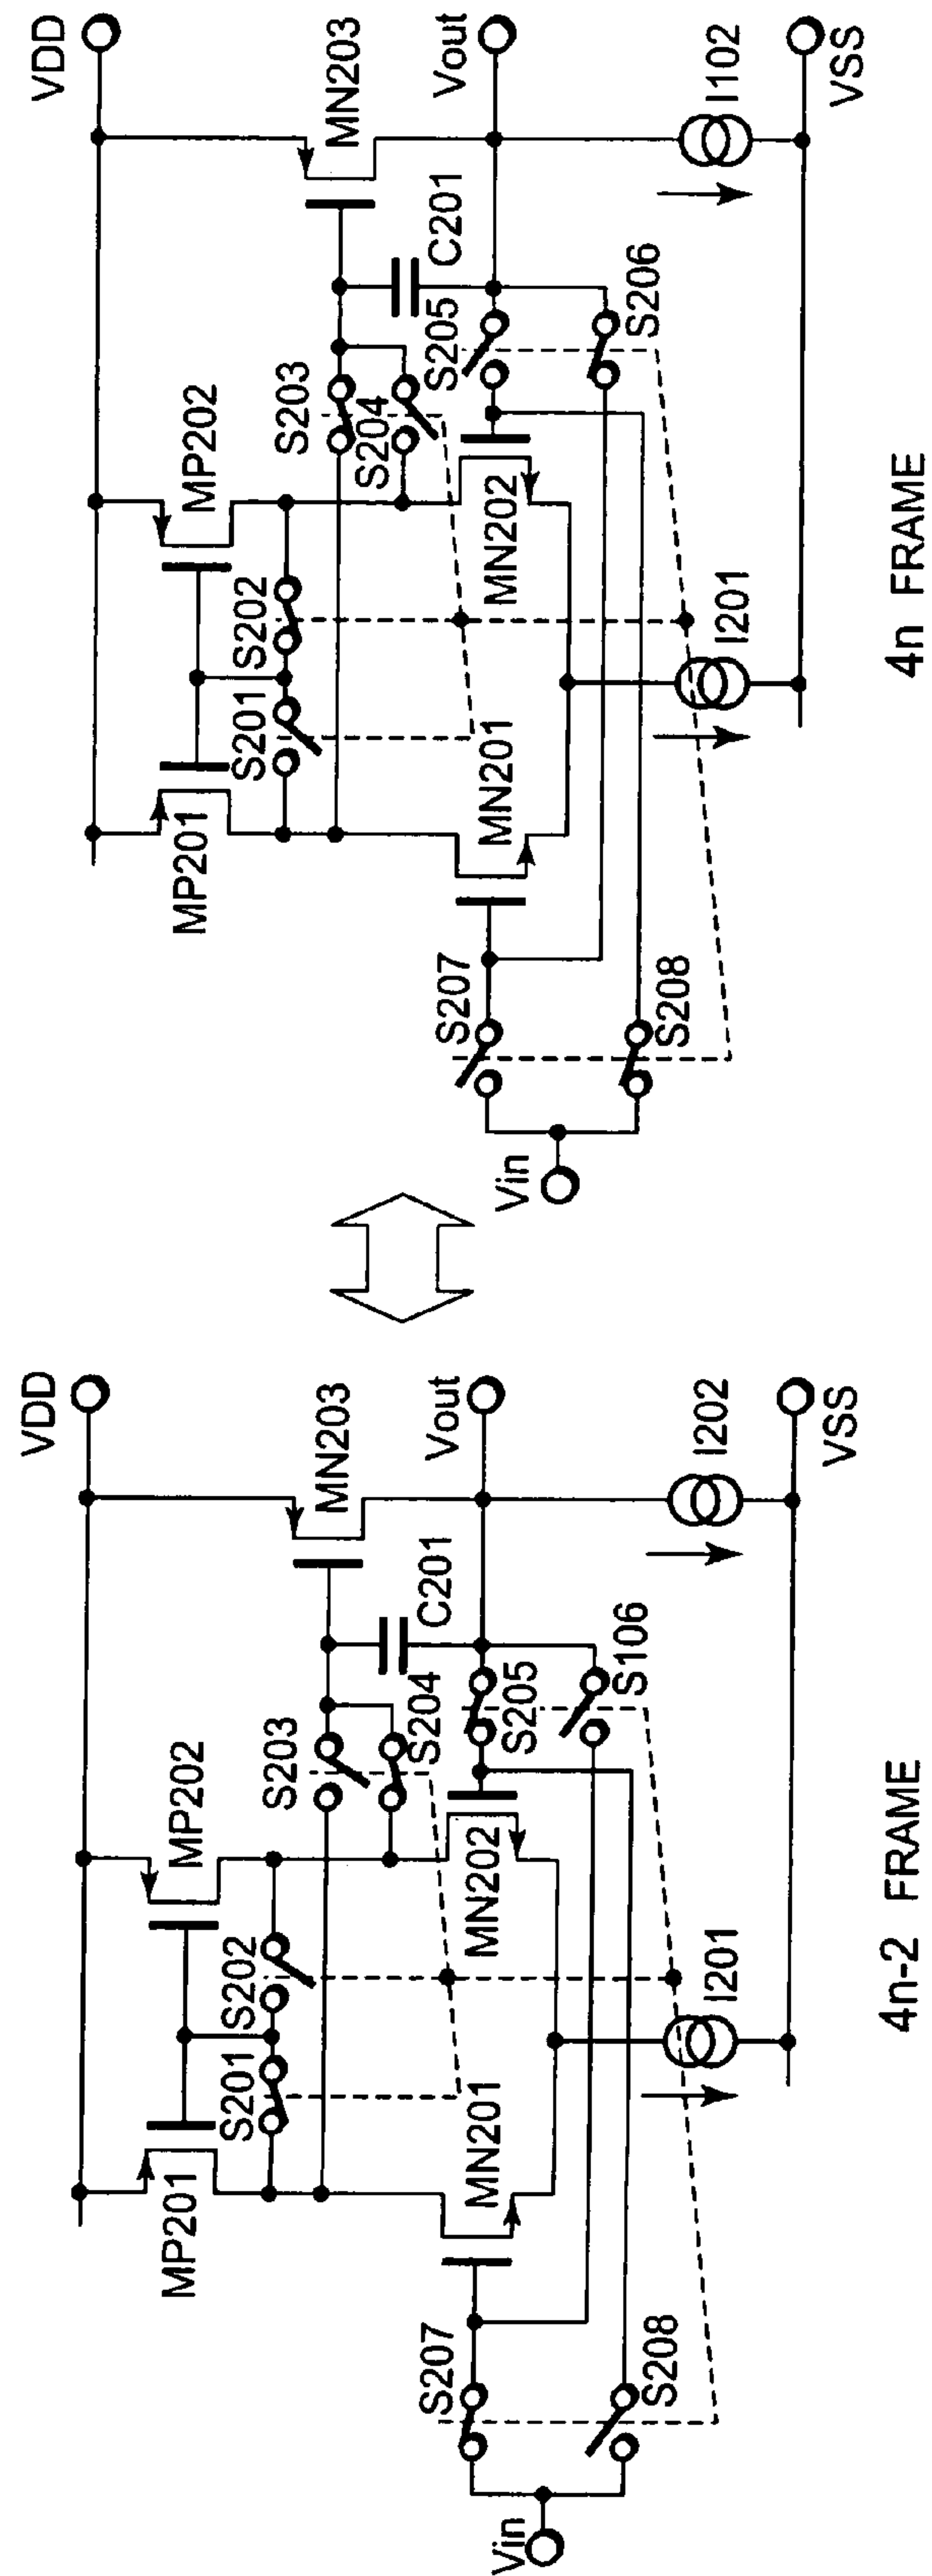 VDD
MP202
MN203
MP201
S201
S202
S203
S204
C201
Vout
S205
S106
MN201
MN202
S207
S208
Vin
I201
I202
VSS
4n-2 FRAME
VDD
MP202
MN203
MP201
S201
S202
S203
S204
C201
Vout
S205
S206
MN201
MN202
S207
S208
Vin
I201
I102
VSS
4n FRAME